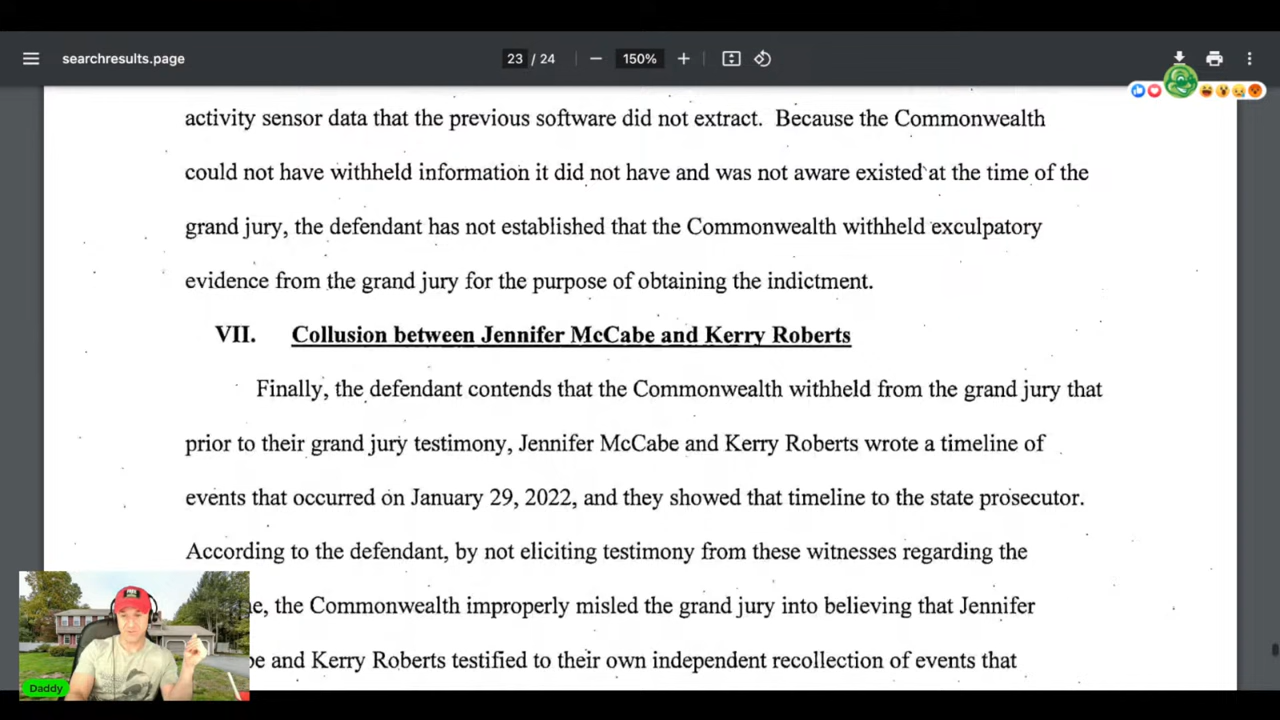 searchresults.page
23 / 24
150%
activity sensor data that the previous software did not extract. Because the Commonwealth
could not have withheld information it did not have and was not aware existed at the time of the
grand jury, the defendant has not established that the Commonwealth withheld exculpatory
evidence from the grand jury for the purpose of obtaining the indictment.
VII. Collusion between Jennifer McCabe and Kerry Roberts
Finally, the defendant contends that the Commonwealth withheld from the grand jury that
prior to their grand jury testimony, Jennifer McCabe and Kerry Roberts wrote a timeline of
events that occurred on January 29, 2022, and they showed that timeline to the state prosecutor.
According to the defendant, by not eliciting testimony from these witnesses regarding the
the Commonwealth improperly misled the grand jury into believing that Jennifer
and Kerry Roberts testified to their own independent recollection of events that
Daddy